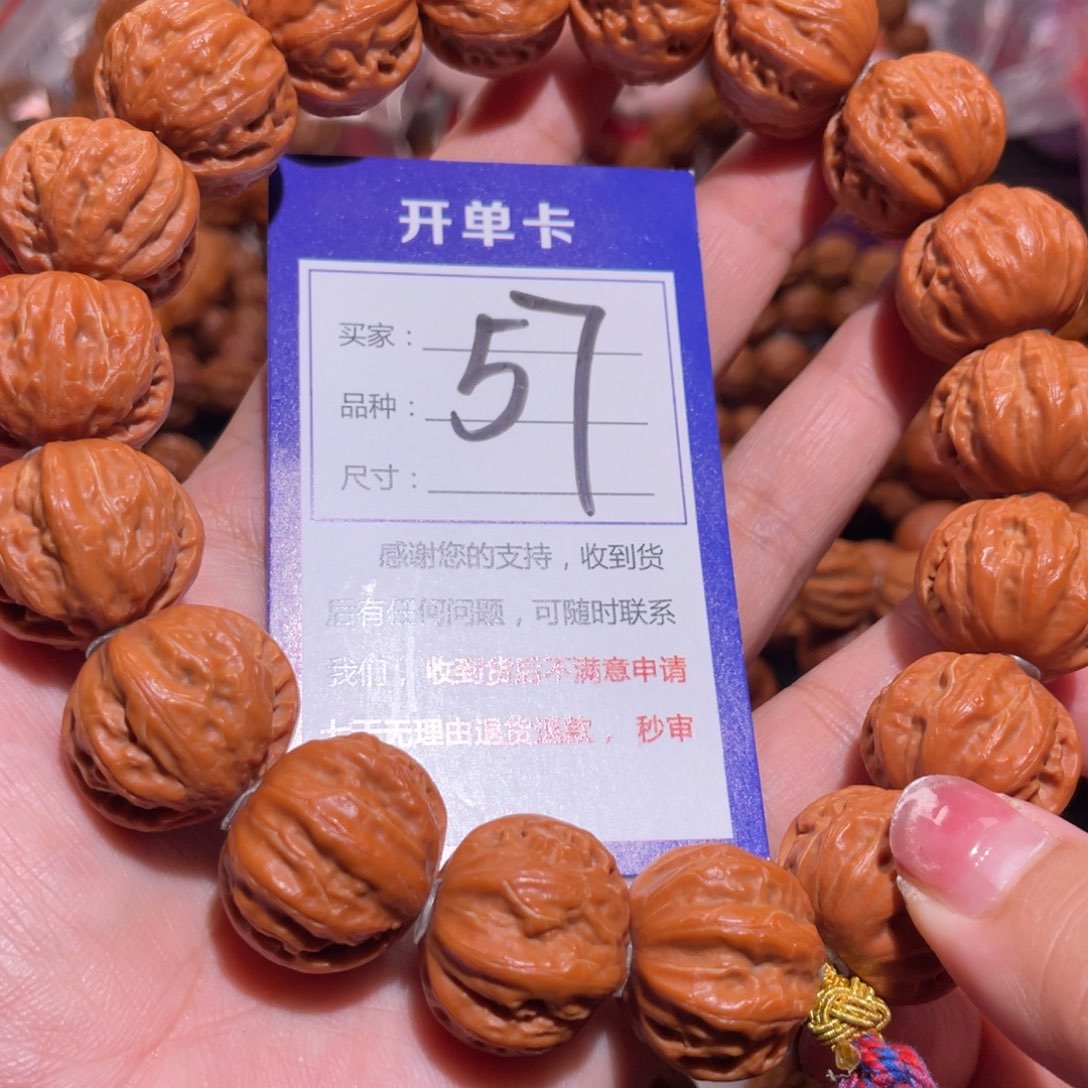 开单卡
买家：
57
品种：
尺寸：
感谢您的支持，收到货
后有任何问题，可随时联系
我们，收到货后不满意申请
七天无理由退货退款，秒审